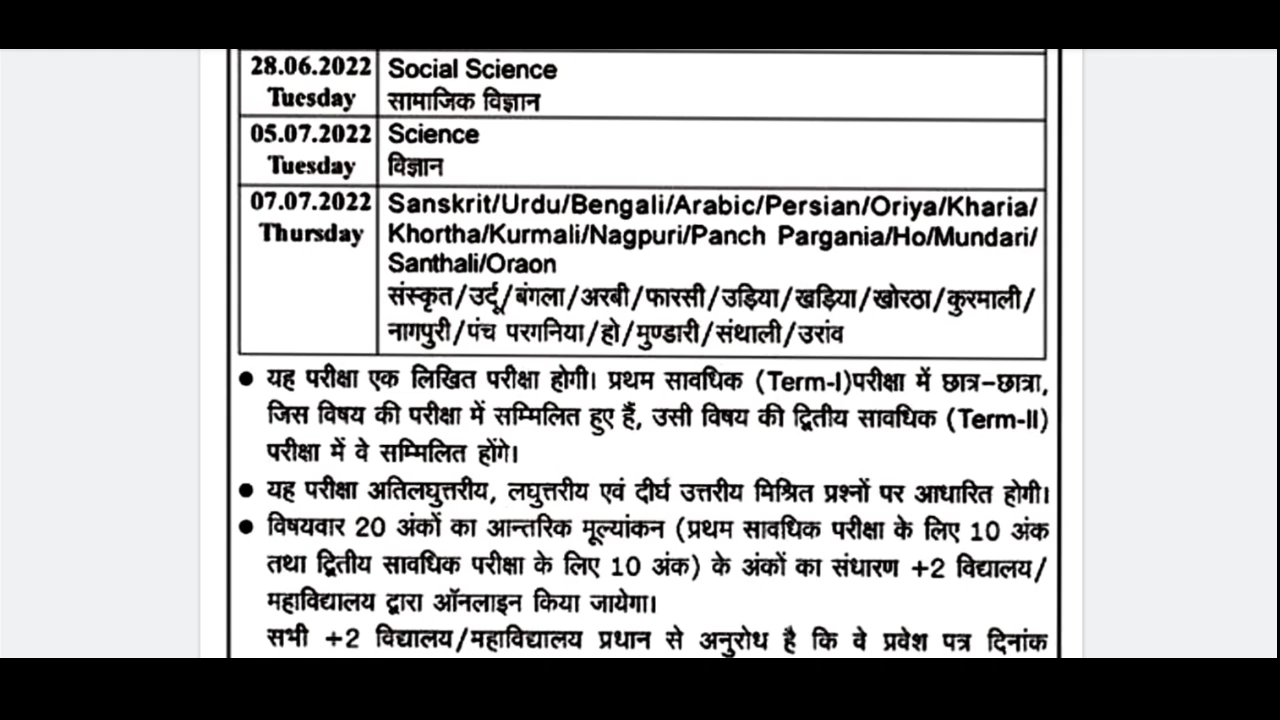 28.06.2022 Social Science
Tuesday सामाजिक विज्ञान
05.07.2022 Science
Tuesday विज्ञान
07.07.2022 Sanskrit/Urdu/Bengali/Arabic/Persian/Oriya/Kharia/
Thursday Khortha/Kurmali/Nagpuri/Panch Pargania/Ho/Mundari/
Santhali/Oraon
संस्कृत/उर्दू/बंगला/अरबी/फारसी/उड़िया/खड़िया/खोरठा/कुरमाली/
नागपुरी/पंच परगनिया/हो/मुण्डारी/संथाली/उरांव
● यह परीक्षा एक लिखित परीक्षा होगी। प्रथम सावधिक (Term-I)परीक्षा में छात्र-छात्रा,
जिस विषय की परीक्षा में सम्मिलित हुए हैं, उसी विषय की द्वितीय सावधिक (Term-II)
परीक्षा में वे सम्मिलित होंगे।
● यह परीक्षा अतिलघुत्तरीय, लघुत्तरीय एवं दीर्घ उत्तरीय मिश्रित प्रश्नों पर आधारित होगी।
● विषयवार 20 अंकों का आन्तरिक मूल्यांकन (प्रथम सावधिक परीक्षा के लिए 10 अंक
तथा द्वितीय सावधिक परीक्षा के लिए 10 अंक) के अंकों का संधारण +2 विद्यालय/
महाविद्यालय द्वारा ऑनलाइन किया जायेगा।
सभी +2 विद्यालय/महाविद्यालय प्रधान से अनुरोध है कि वे प्रवेश पत्र दिनांक